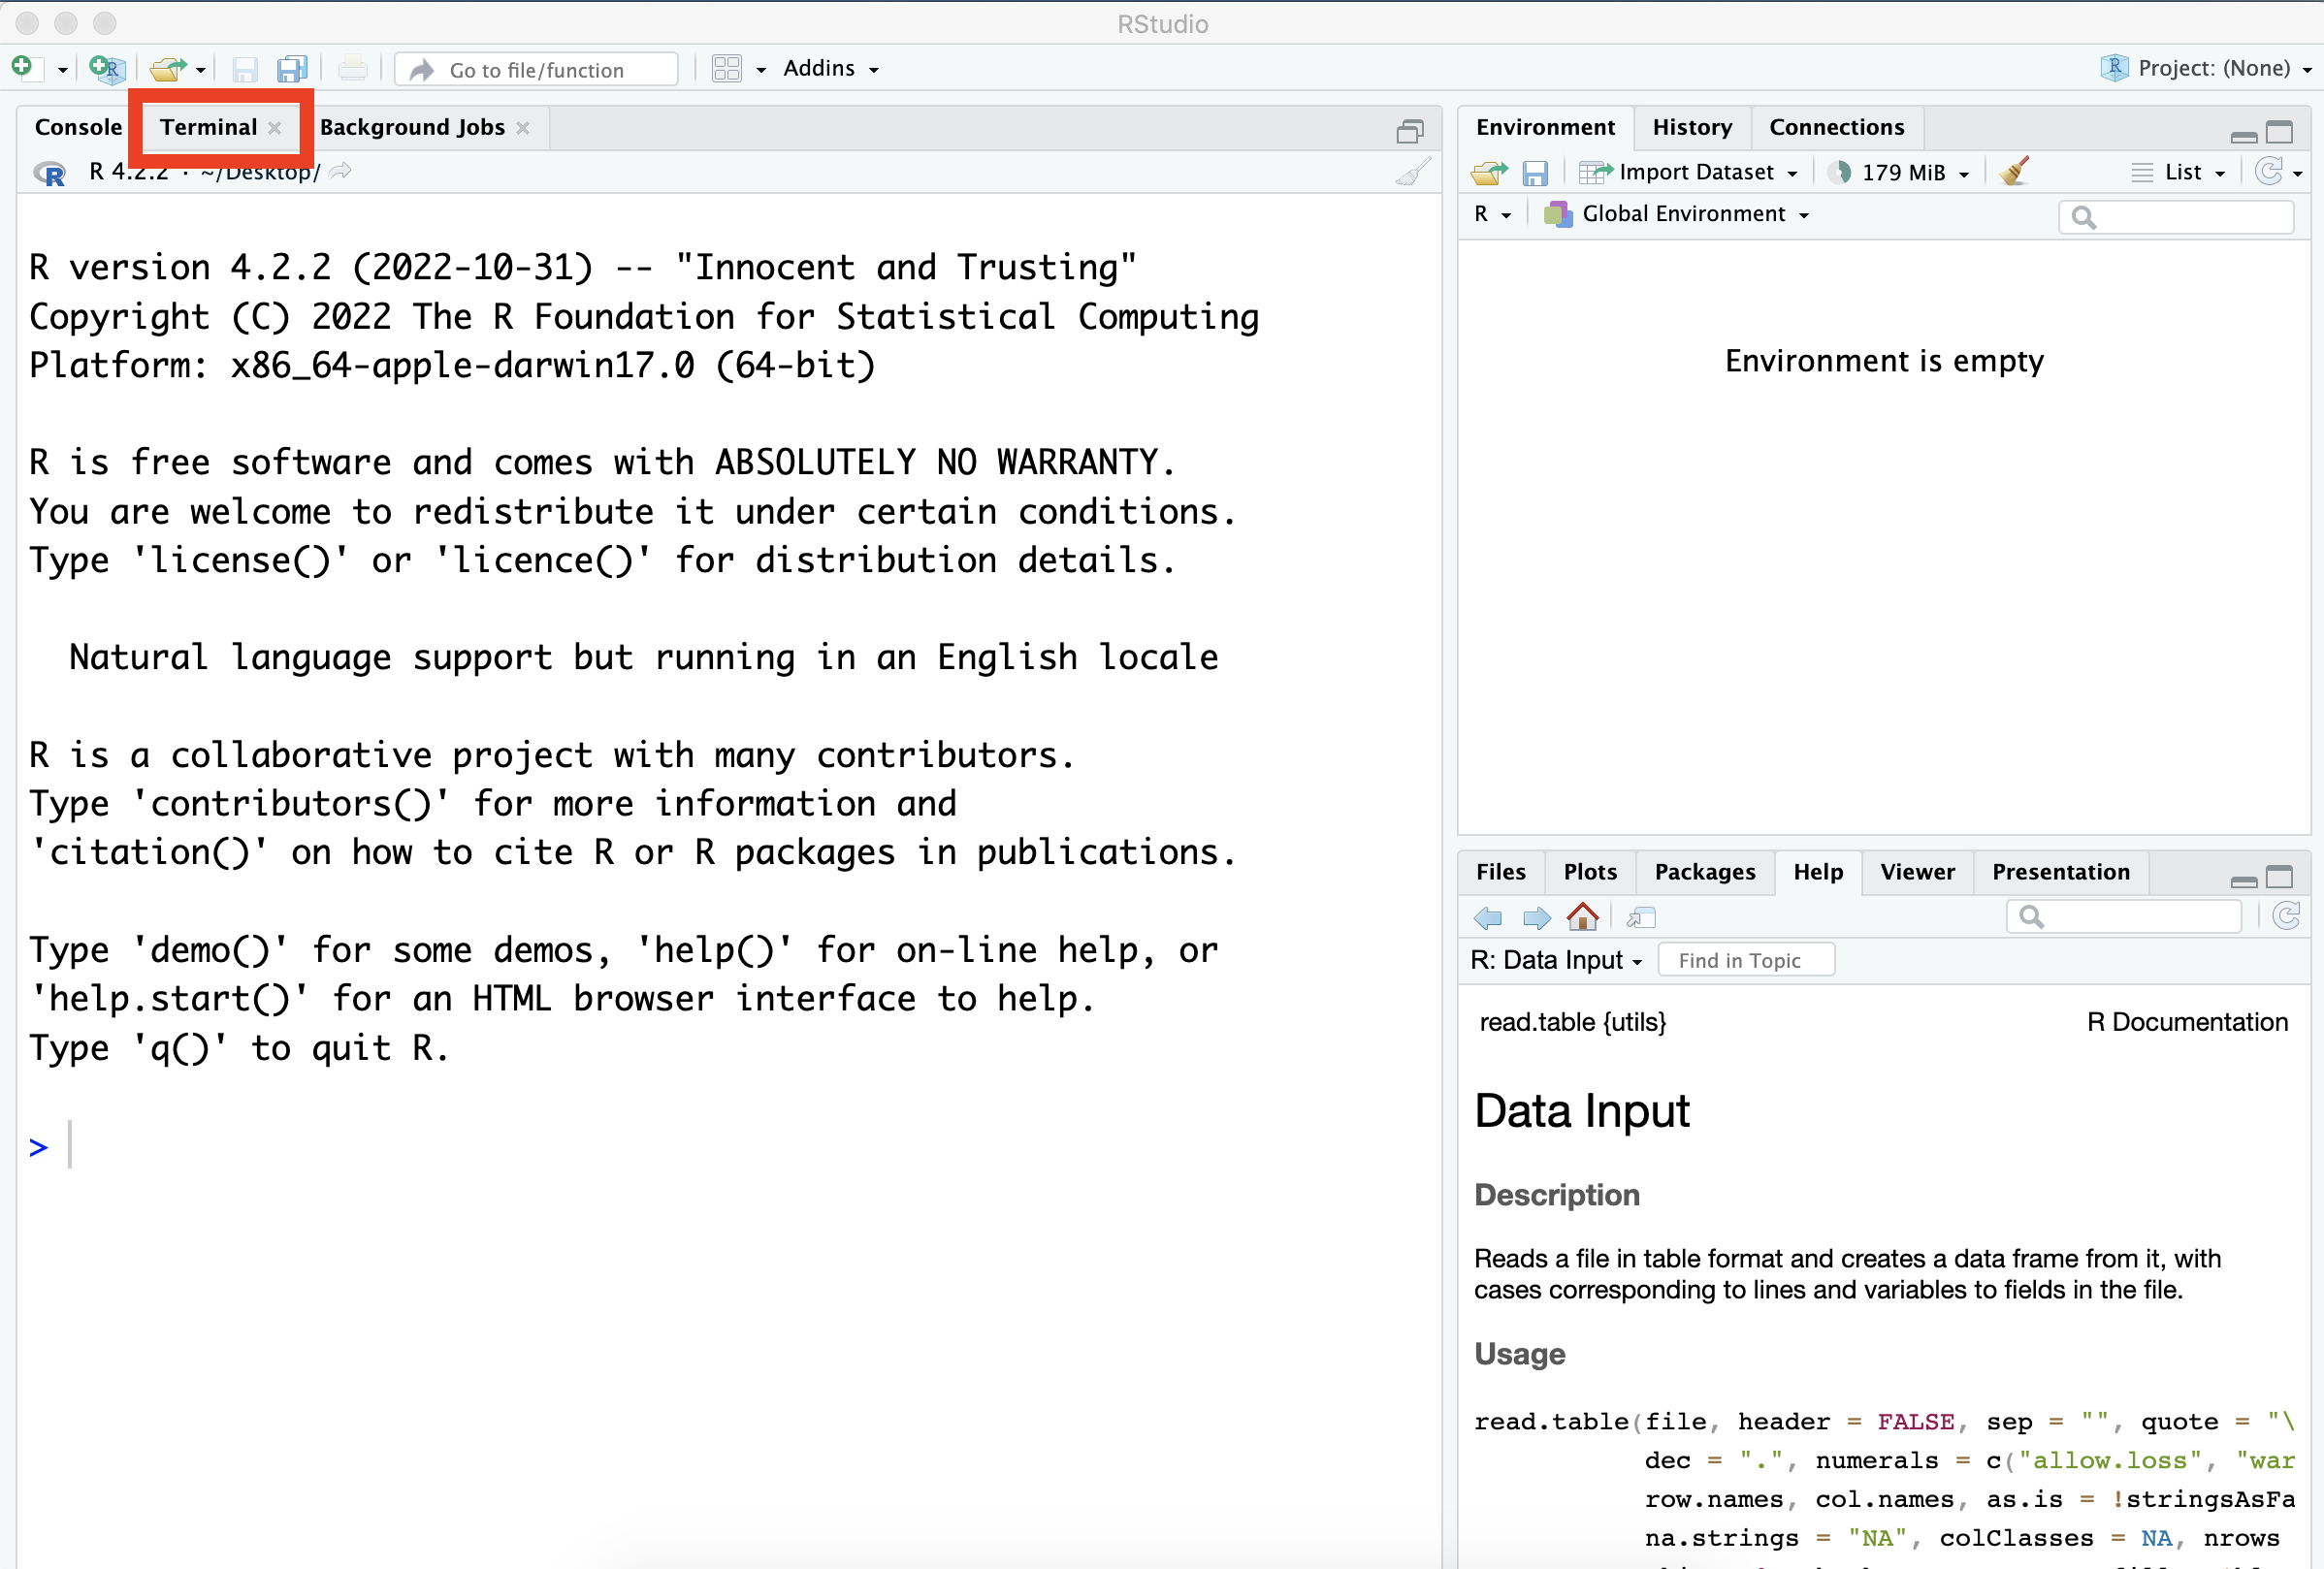 RStudio
Go to file/function
Addins
Project: (None)
Console Terminal Background Jobs
R 4.2.2 · ~/Desktop/
R version 4.2.2 (2022-10-31) -- "Innocent and Trusting"
Copyright (C) 2022 The R Foundation for Statistical Computing
Platform: x86_64-apple-darwin17.0 (64-bit)
R is free software and comes with ABSOLUTELY NO WARRANTY.
You are welcome to redistribute it under certain conditions.
Type 'license()' or 'licence()' for distribution details.
Natural language support but running in an English locale
R is a collaborative project with many contributors.
Type 'contributors()' for more information and
'citation()' on how to cite R or R packages in publications.
Type 'demo()' for some demos, 'help()' for on-line help, or
'help.start()' for an HTML browser interface to help.
Type 'q()' to quit R.
>
Environment History Connections
Import Dataset 179 MiB List
R Global Environment
Environment is empty
Files Plots Packages Help Viewer Presentation
R: Data Input Find in Topic
read.table {utils} R Documentation
Data Input
Description
Reads a file in table format and creates a data frame from it, with
cases corresponding to lines and variables to fields in the file.
Usage
read.table(file, header = FALSE, sep = "", quote = "\
dec = ".", numerals = c("allow.loss", "war
row.names, col.names, as.is = !stringsAsFa
na.strings = "NA", colClasses = NA, nrows